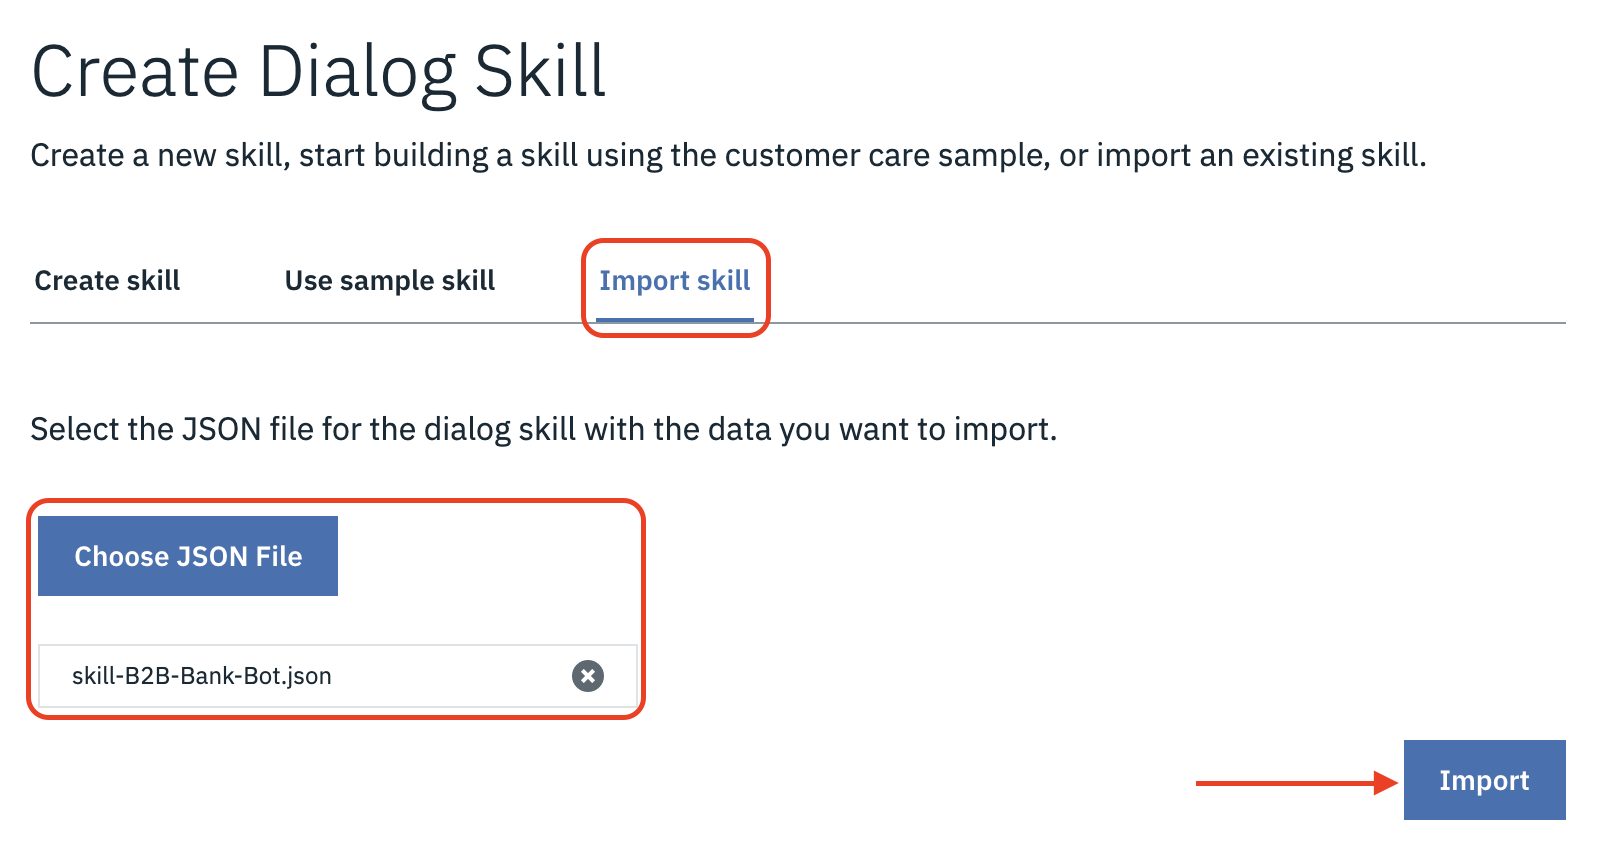 Create Dialog Skill
Create a new skill, start building a skill using the customer care sample, or import an existing skill.
Create skill
Use sample skill
Import skill
Select the JSON file for the dialog skill with the data you want to import.
Choose JSON File
skill-B2B-Bank-Bot.json
Import